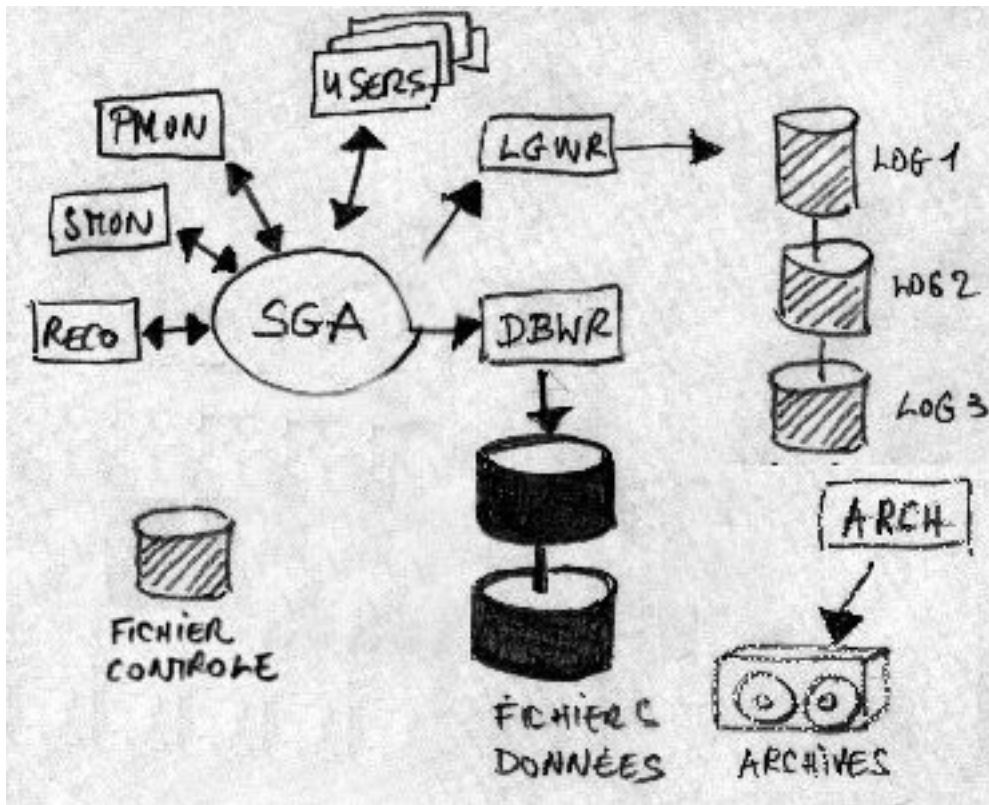 USERS
PMON
LGWR
LOG 1
SMON
LOG 2
RECO
SGA
DBWR
LOG 3
ARCH
FICHIER
CONTROLE
FICHIERS
DONNÉES
ARCHIVES